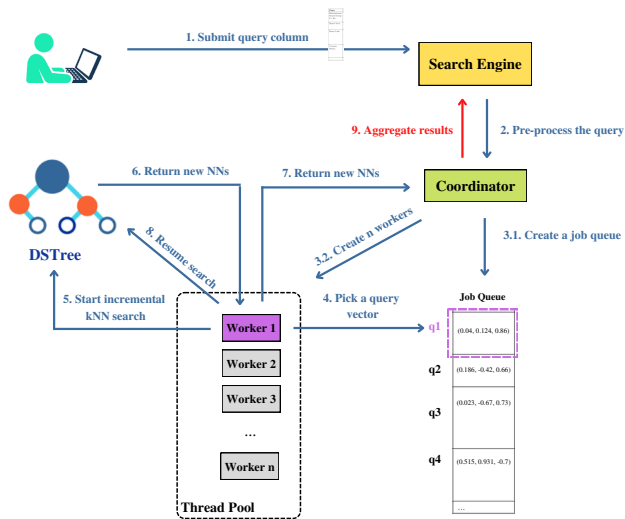 1. Submit query column
Search Engine
9. Aggregate results
2. Pre-process the query
6. Return new NNs
7. Return new NNs
Coordinator
DSTree
8. Resume search
3.2. Create n workers
3.1. Create a job queue
5. Start incremental
kNN search
4. Pick a query
vector
Job Queue
Worker 1
q1
(0.04, 0.124, 0.86)
Worker 2
q2
(0.186, -0.42, 0.66)
Worker 3
q3
(0.023, -0.67, 0.73)
...
q4
(0.515, 0.931, -0.7)
Worker n
Thread Pool
...